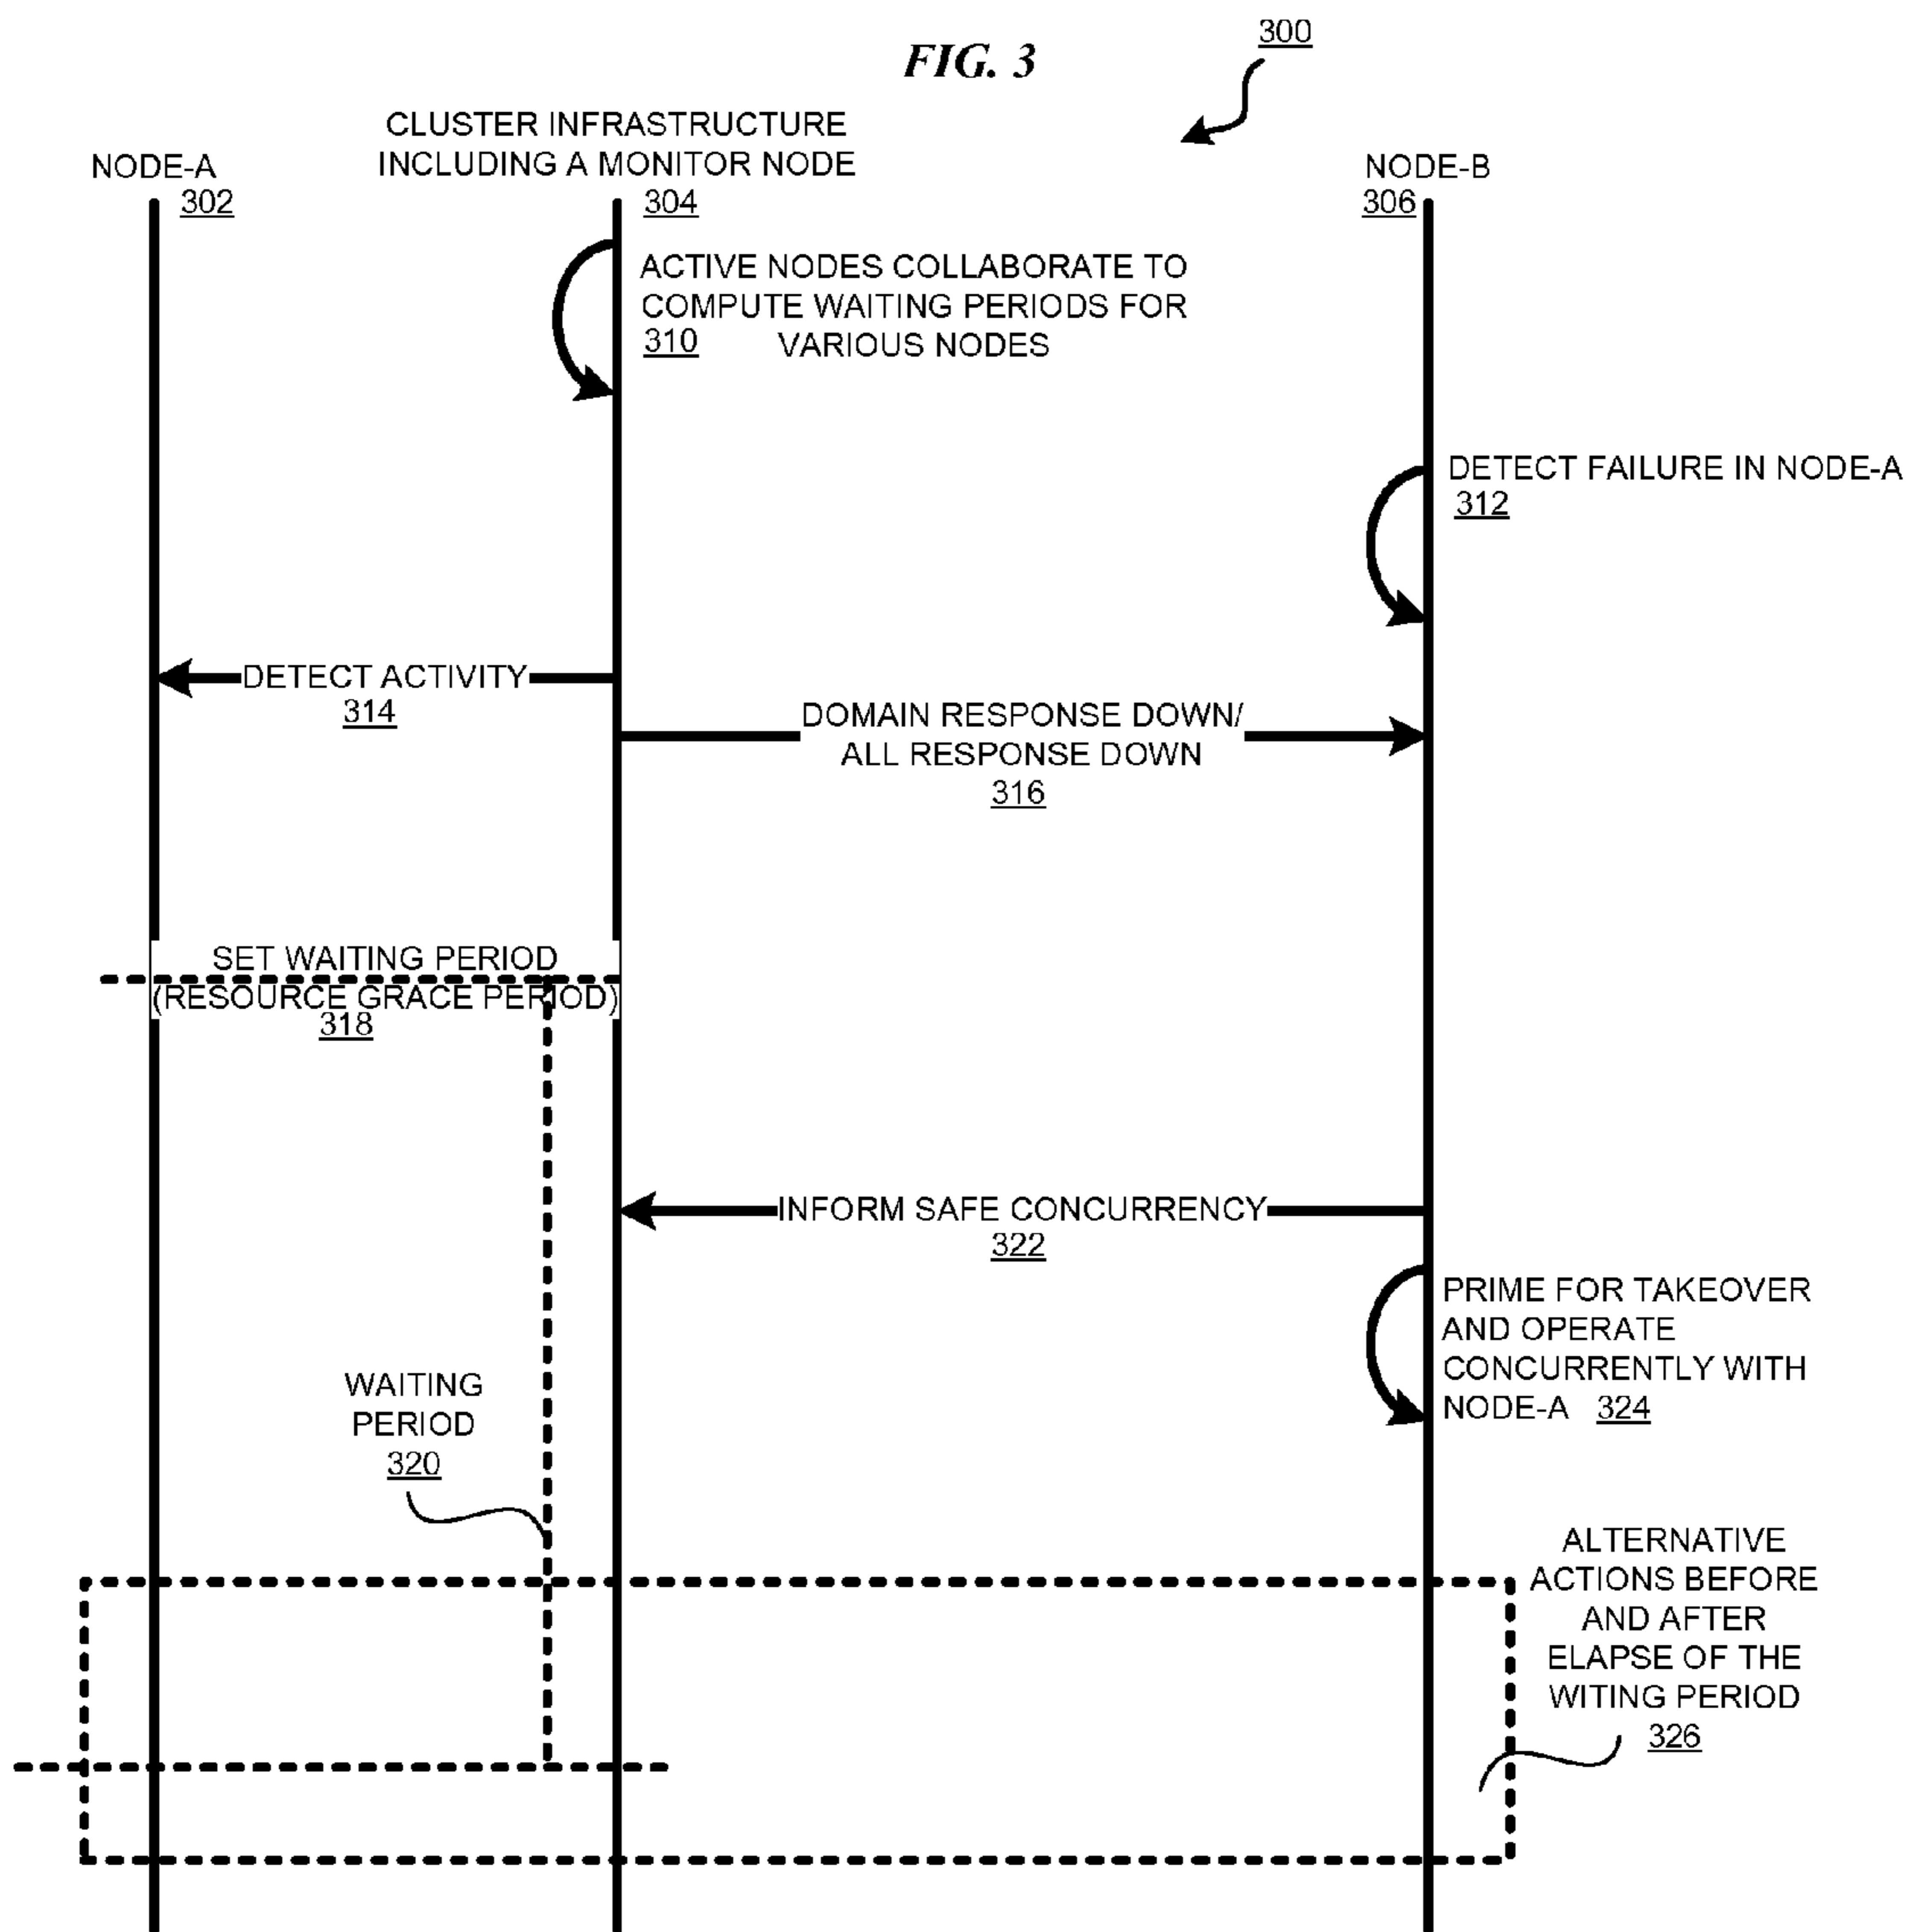 FIG. 3
300
NODE-A
302
CLUSTER INFRASTRUCTURE
INCLUDING A MONITOR NODE
304
NODE-B
306
ACTIVE NODES COLLABORATE TO
COMPUTE WAITING PERIODS FOR
310 VARIOUS NODES
DETECT FAILURE IN NODE-A
312
DETECT ACTIVITY
314
DOMAIN RESPONSE DOWN/
ALL RESPONSE DOWN
316
SET WAITING PERIOD
(RESOURCE GRACE PERIOD)
318
INFORM SAFE CONCURRENCY
322
PRIME FOR TAKEOVER
AND OPERATE
CONCURRENTLY WITH
NODE-A 324
WAITING
PERIOD
320
ALTERNATIVE
ACTIONS BEFORE
AND AFTER
ELAPSE OF THE
WITING PERIOD
326